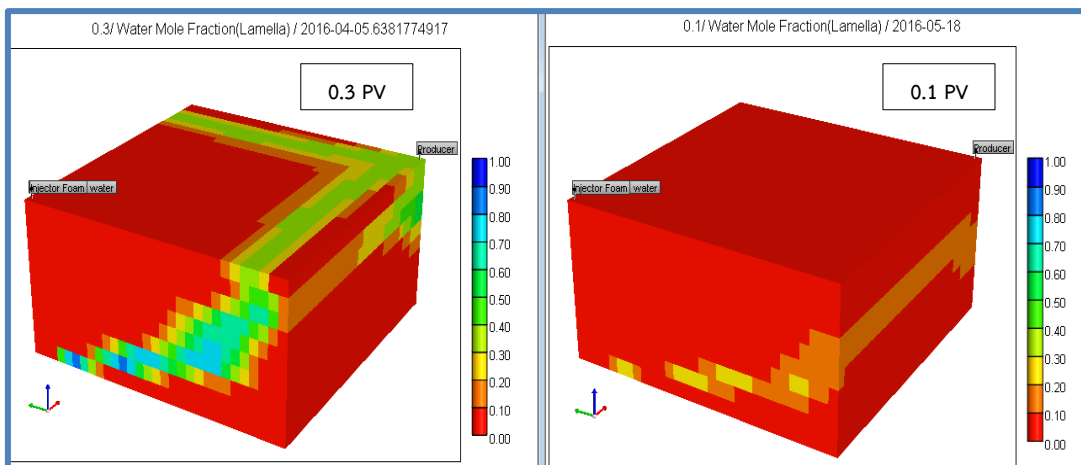 0.3/ Water Mole Fraction(Lamella) / 2016-04-05.6381774917
0.3 PV
Producer
Injector Foam water
1.00
0.90
0.80
0.70
0.60
0.50
0.40
0.30
0.20
0.10
0.00
0.1/ Water Mole Fraction(Lamella) / 2016-05-18
0.1 PV
Producer
Injector Foam water
1.00
0.90
0.80
0.70
0.60
0.50
0.40
0.30
0.20
0.10
0.00